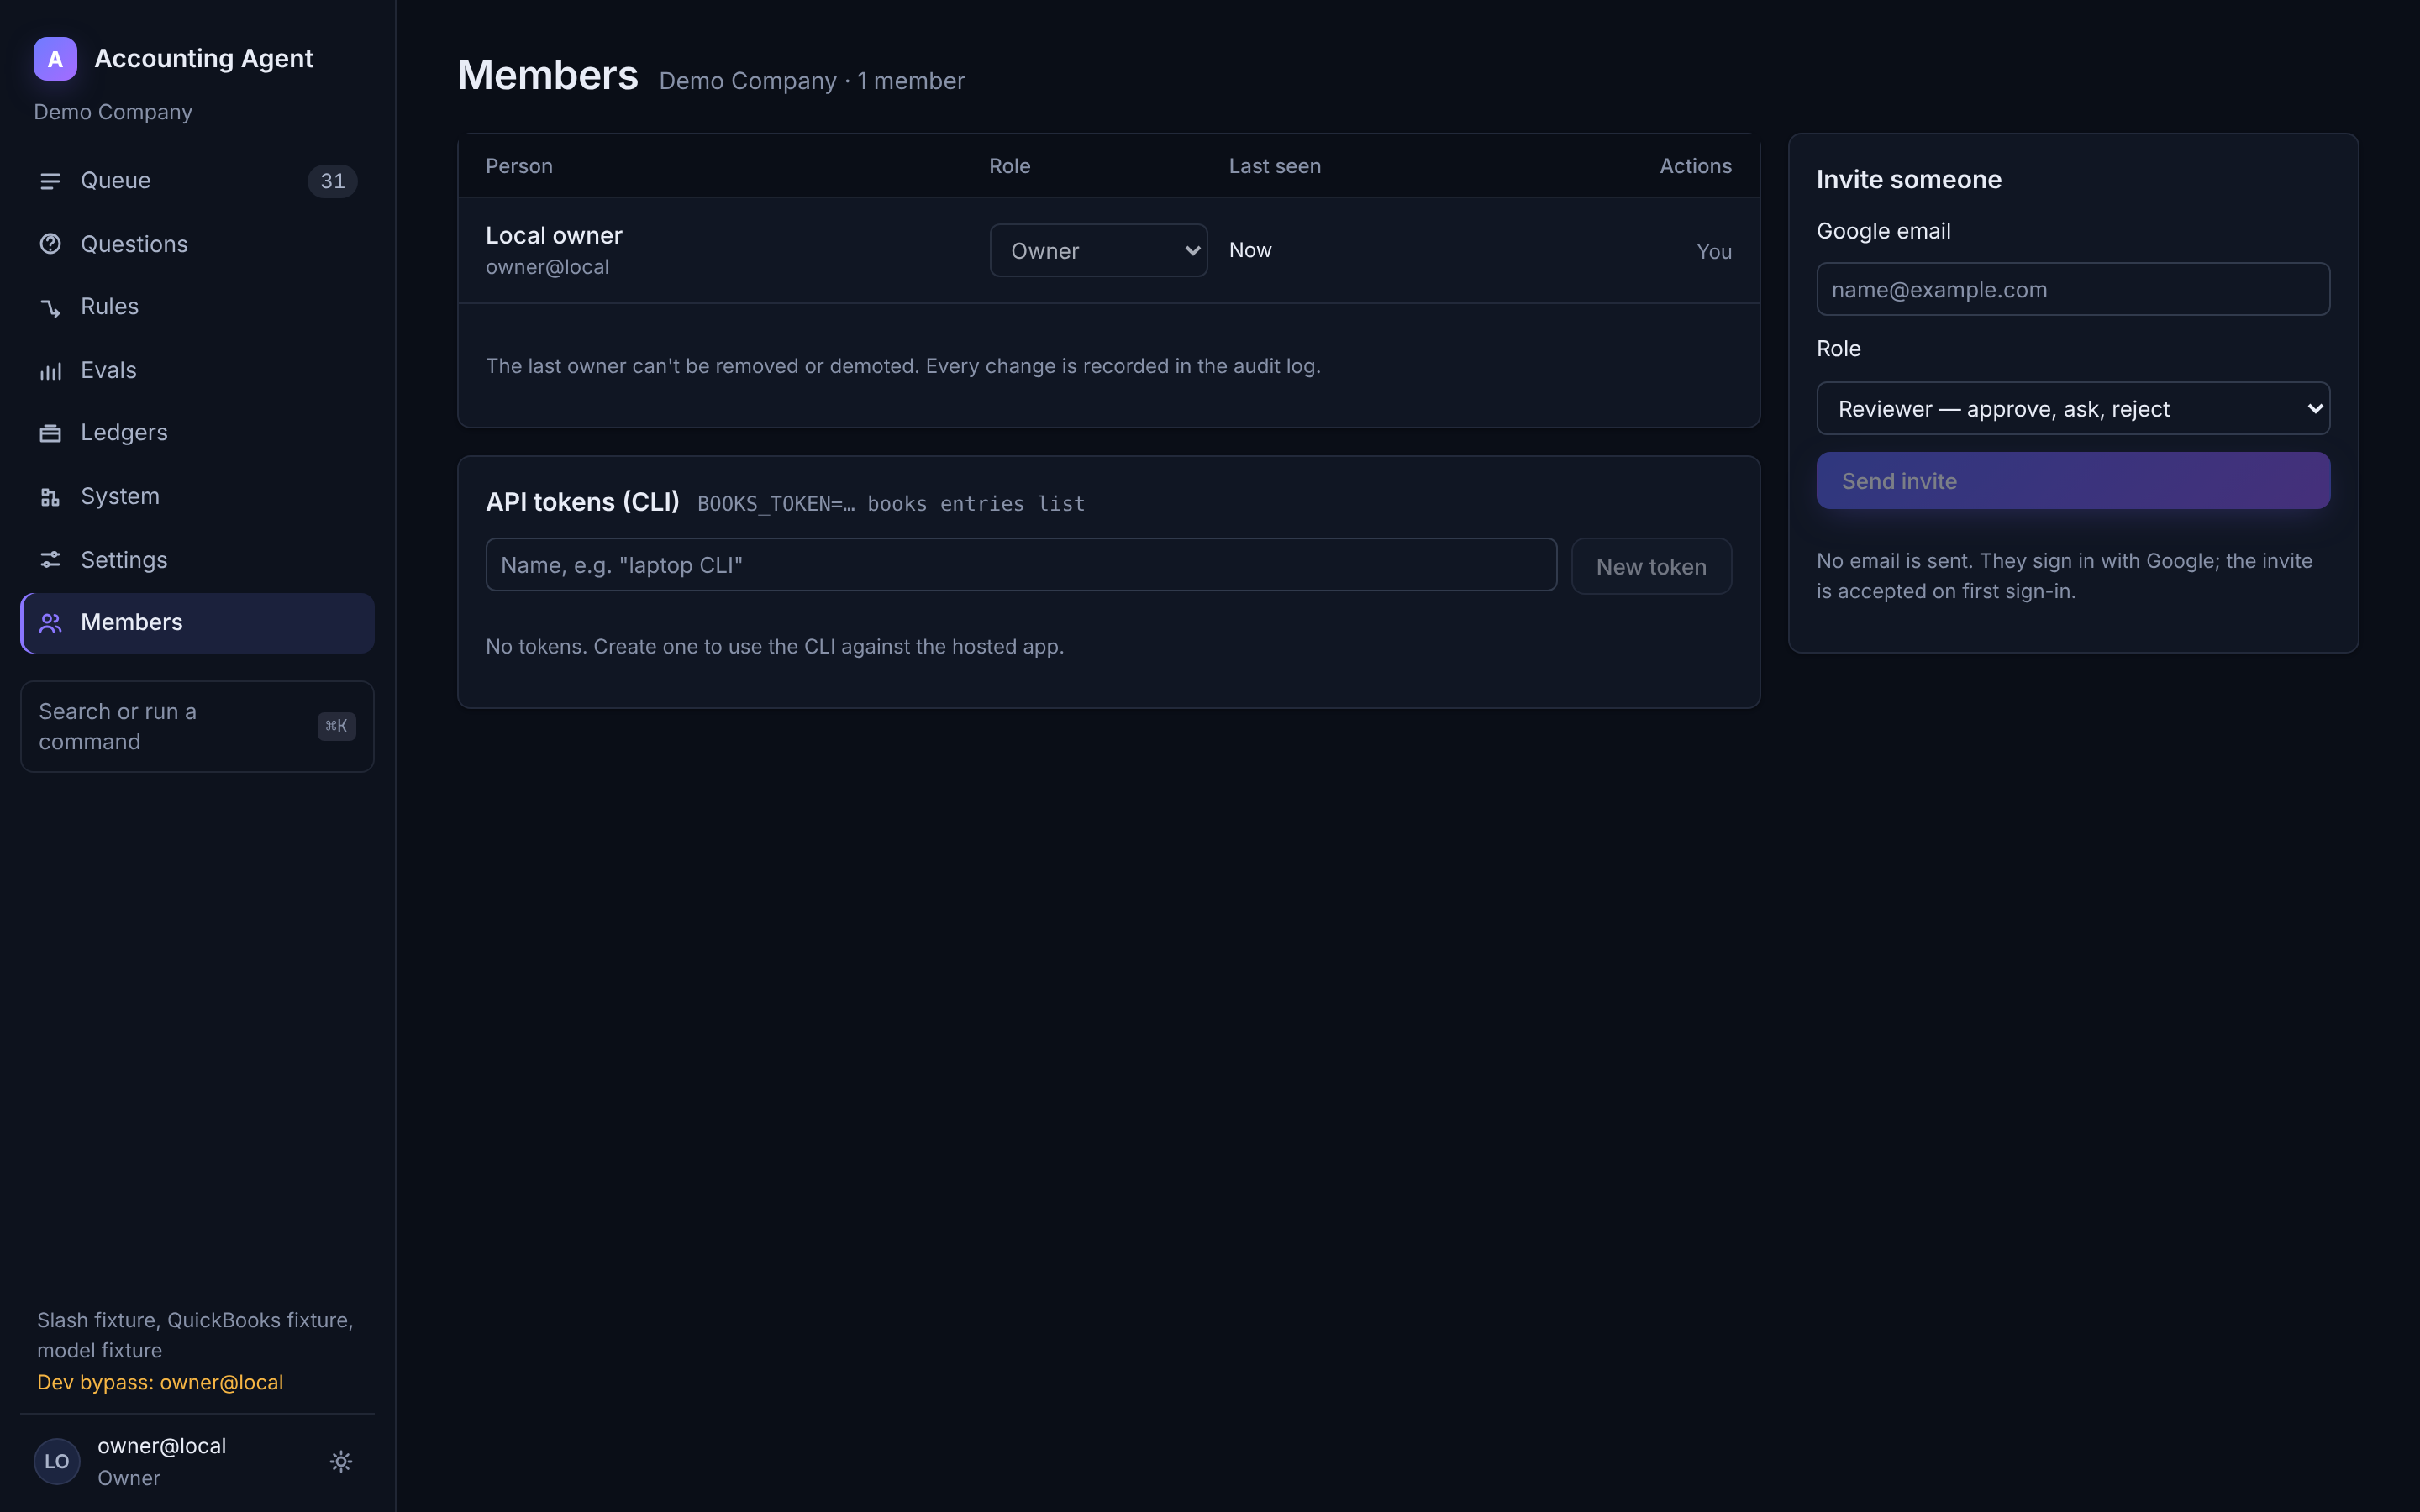 A Accounting Agent
Demo Company
Queue 31
Questions
Rules
Evals
Ledgers
System
Settings
Members
Search or run a
command
⌘K
Slash fixture, QuickBooks fixture,
model fixture
Dev bypass: owner@local
LO
owner@local
Owner
Members Demo Company · 1 member
Person Role Last seen Actions
Local owner
owner@local
Owner
Now
You
The last owner can't be removed or demoted. Every change is recorded in the audit log.
API tokens (CLI) BOOKS_TOKEN=… books entries list
Name, e.g. "laptop CLI"
New token
No tokens. Create one to use the CLI against the hosted app.
Invite someone
Google email
name@example.com
Role
Reviewer — approve, ask, reject
Send invite
No email is sent. They sign in with Google; the invite
is accepted on first sign-in.